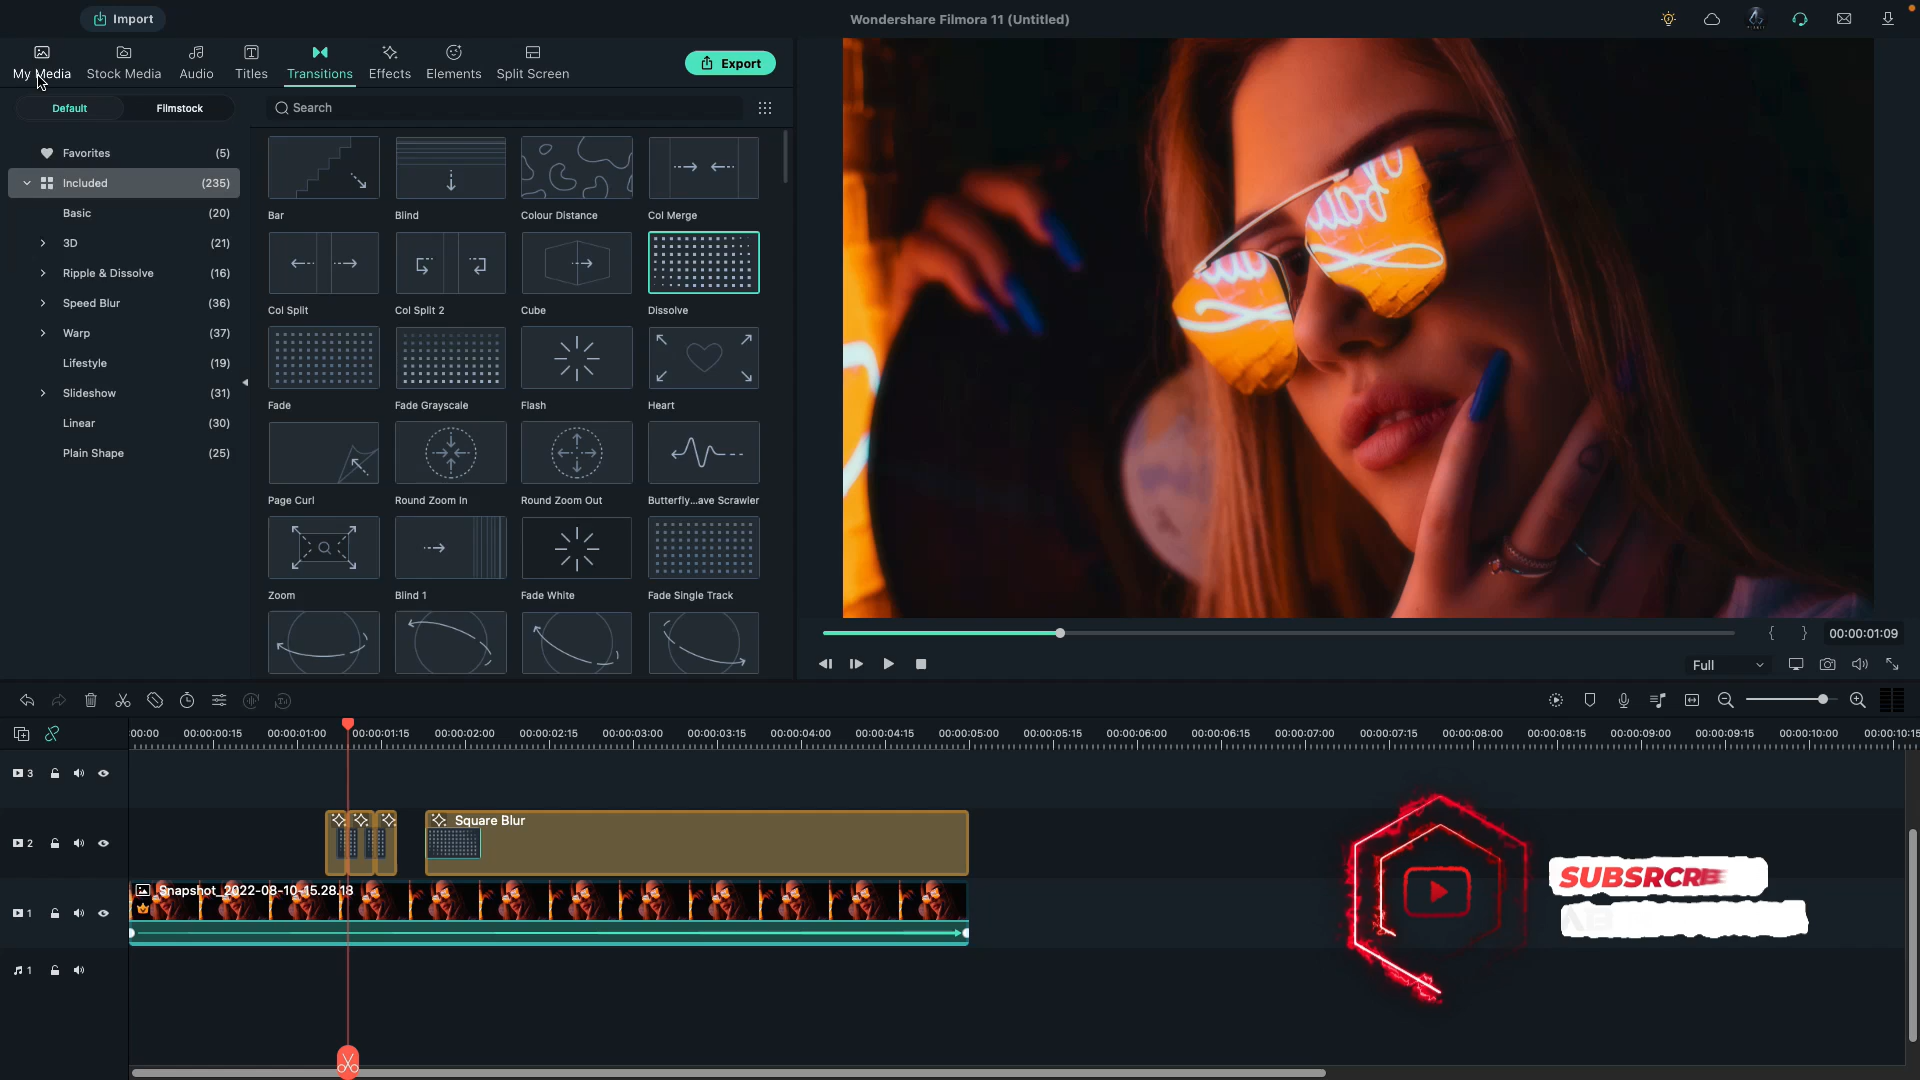 Import
Wondershare Filmora 11 (Untitled)
My Media
Stock Media
Audio
Titles
Transitions
Effects
Elements
Split Screen
Export
Default
Filmstock
Search
Favorites (5)
Included (235)
Basic (20)
3D (21)
Ripple & Dissolve (16)
Speed Blur (36)
Warp (37)
Lifestyle (19)
Slideshow (31)
Linear (30)
Plain Shape (25)
Bar
Blind
Colour Distance
Col Merge
Col Split
Col Split 2
Cube
Dissolve
Fade
Fade Grayscale
Flash
Heart
Page Curl
Round Zoom In
Round Zoom Out
Butterfly...ave Scrawler
Zoom
Blind 1
Fade White
Fade Single Track
00:00:01:09
Full
:00:00 00:00:00:15 00:00:01:00 00:00:01:15 00:00:02:00 00:00:02:15 00:00:03:00 00:00:03:15 00:00:04:00 00:00:04:15 00:00:05:00 00:00:05:15 00:00:06:00 00:00:06:15 00:00:07:00 00:00:07:15 00:00:08:00 00:00:08:15 00:00:09:00 00:00:09:15 00:00:10:00 00:00:10:15
3
2
Square Blur
Snapshot_2022-08-10-15.28.18
1
1
SUBSRCRE